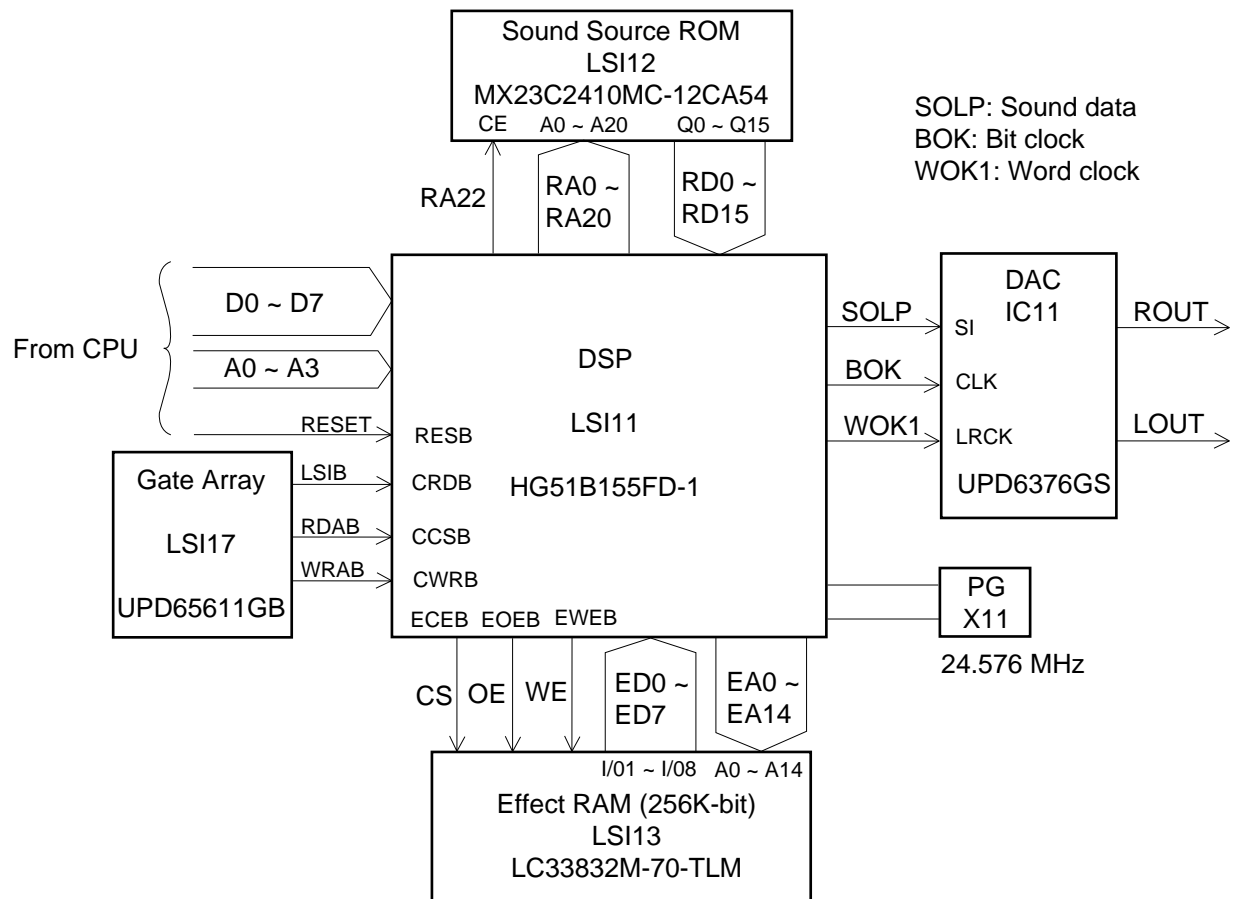 Sound Source ROM
LSI12
MX23C2410MC-12CA54
CE A0 ~ A20 Q0 ~ Q15
SOLP: Sound data
BOK: Bit clock
WOK1: Word clock
RA22
RA0 ~
RA20
RD0 ~
RD15
From CPU
D0 ~ D7
A0 ~ A3
RESET
DSP
LSI11
HG51B155FD-1
RESB
CRDB
CCSB
CWRB
ECEB EOEB EWEB
Gate Array
LSI17
UPD65611GB
LSIB
RDAB
WRAB
SOLP
BOK
WOK1
DAC
IC11
SI
CLK
LRCK
UPD6376GS
ROUT
LOUT
PG
X11
24.576 MHz
CS OE WE
ED0 ~
ED7
EA0 ~
EA14
I/01 ~ I/08 A0 ~ A14
Effect RAM (256K-bit)
LSI13
LC33832M-70-TLM